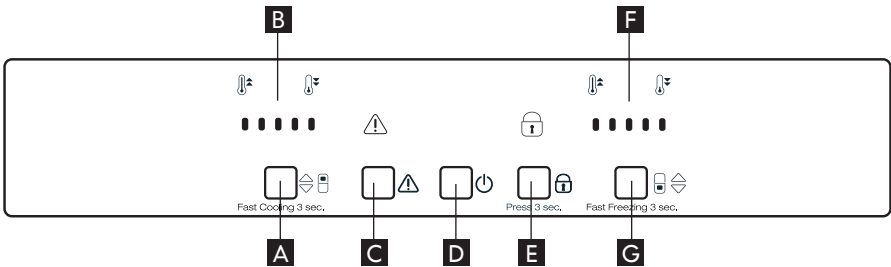 B F
Fast Cooling 3 sec. Press 3 sec. Fast Freezing 3 sec.
A C D E G